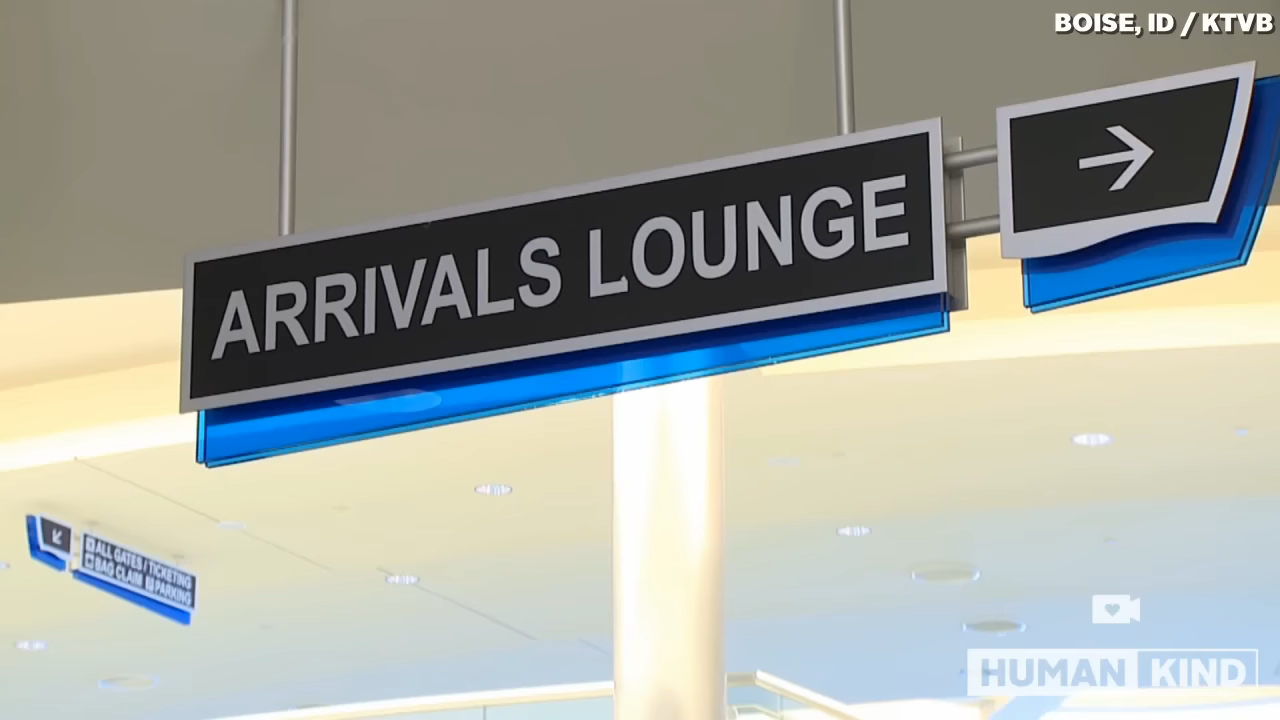 BOISE, ID / KTVB
ARRIVALS LOUNGE
ALL GATES / TICKETING
BAG CLAIM PARKING
HUMAN KIND